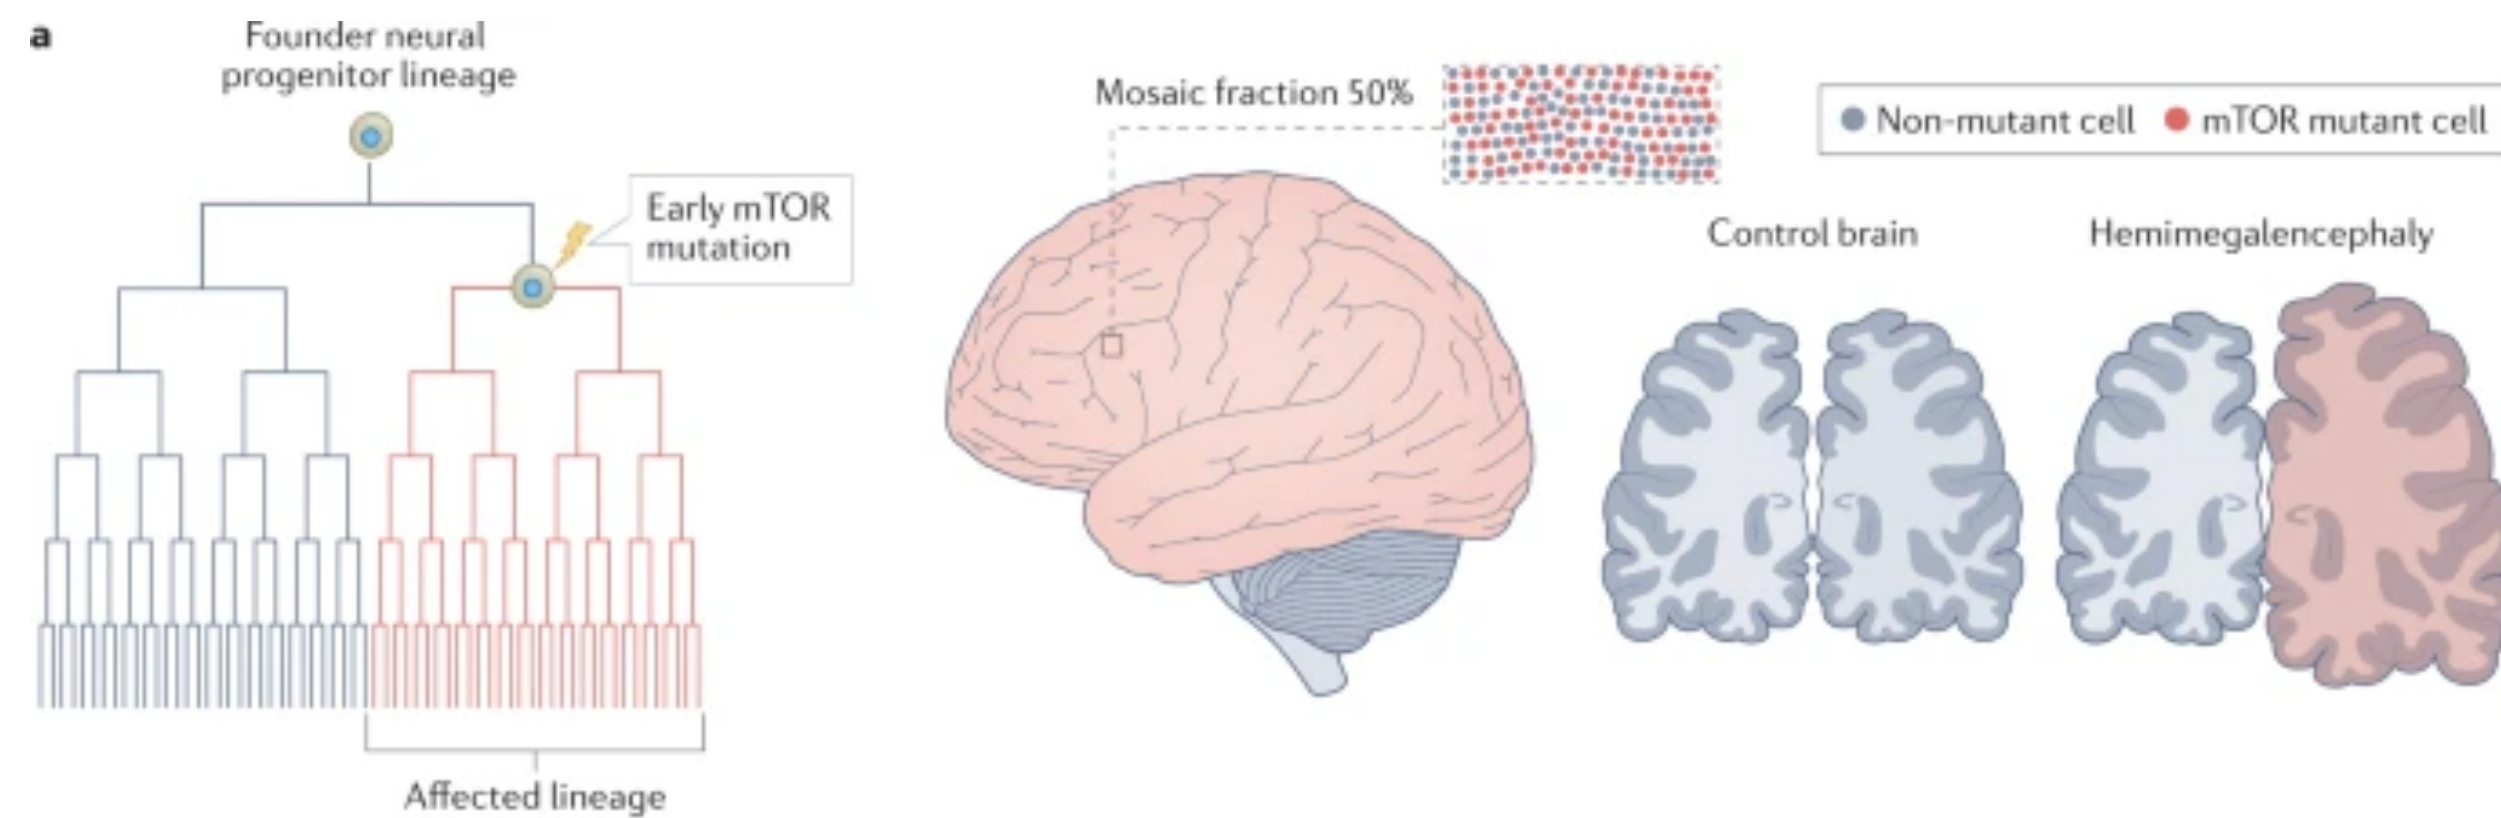 a
Founder neural
progenitor lineage
Early mTOR
mutation
Affected lineage
Mosaic fraction 50%
Non-mutant cell
mTOR mutant cell
Control brain
Hemimegalencephaly